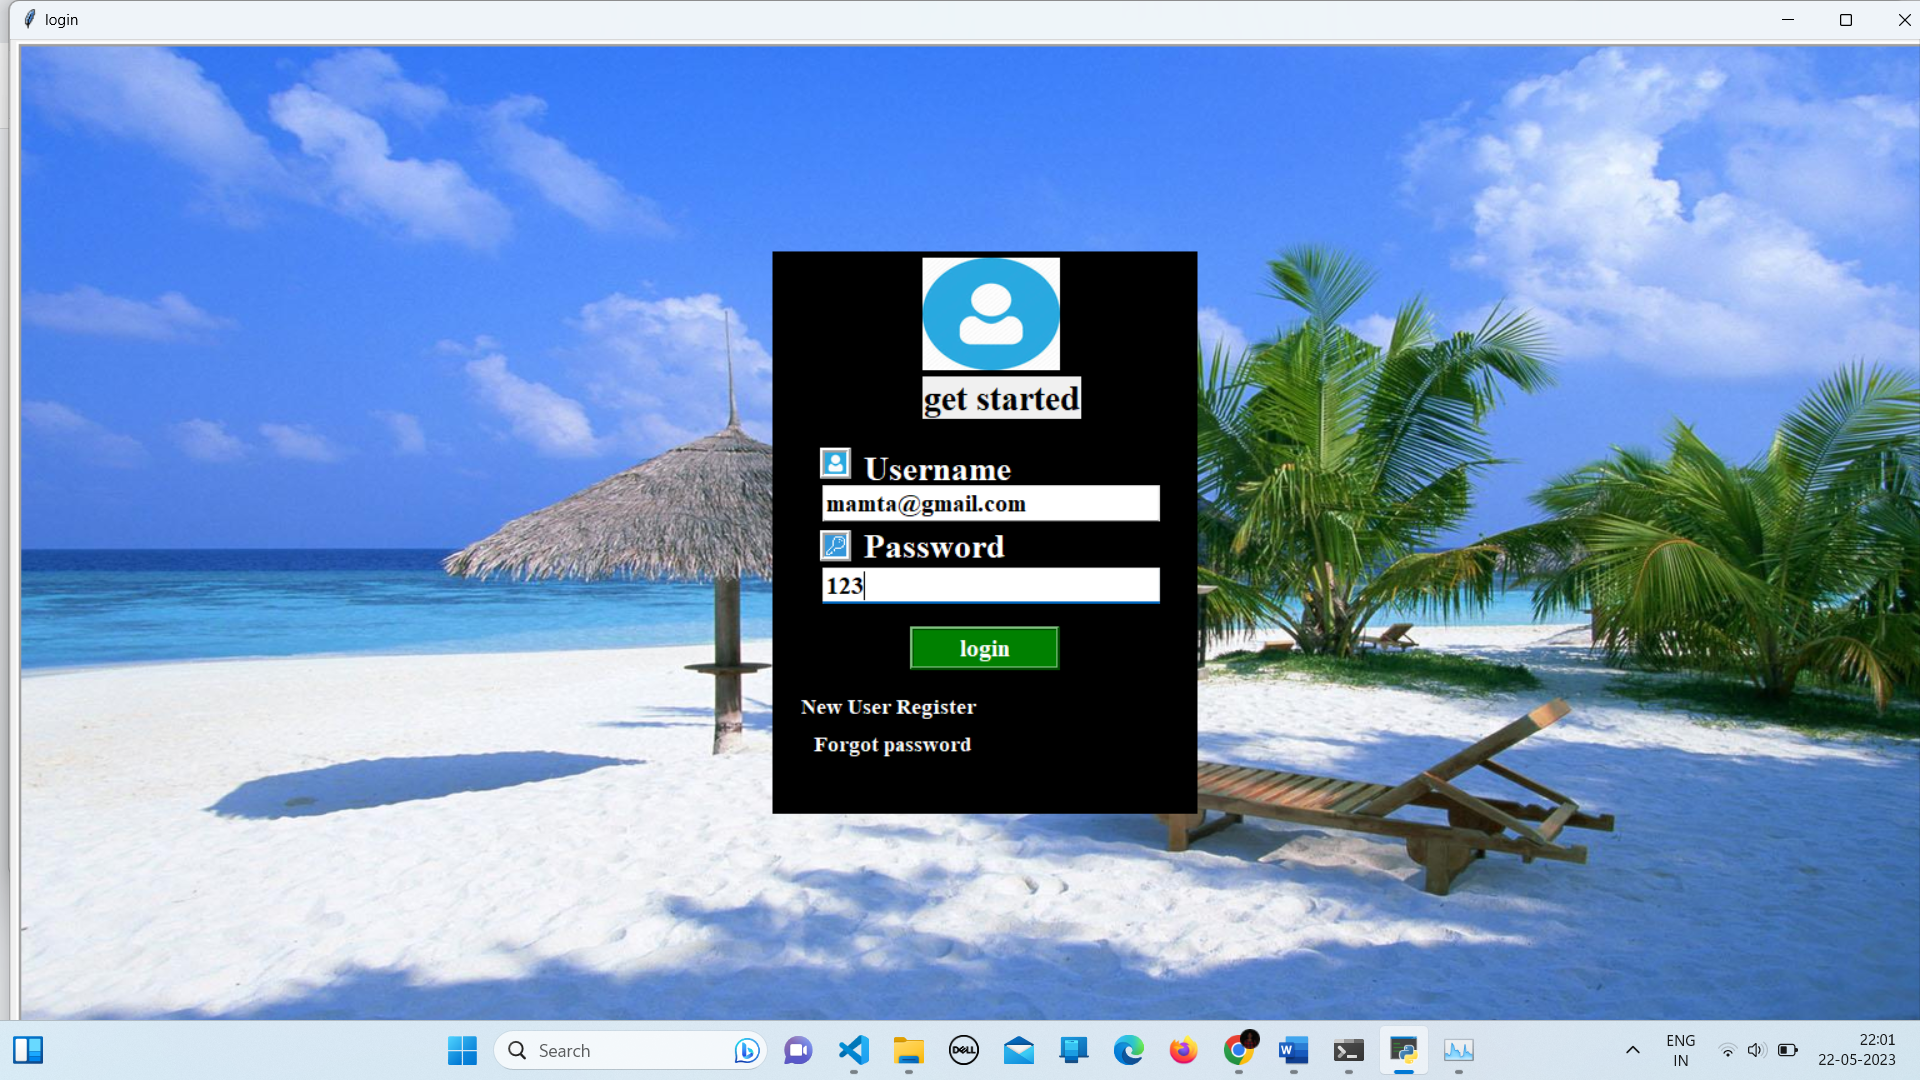 login
get started
Username
mamta@gmail.com
Password
123
login
New User Register
Forgot password
Search
DELL
W
ENG
IN
22:01
22-05-2023